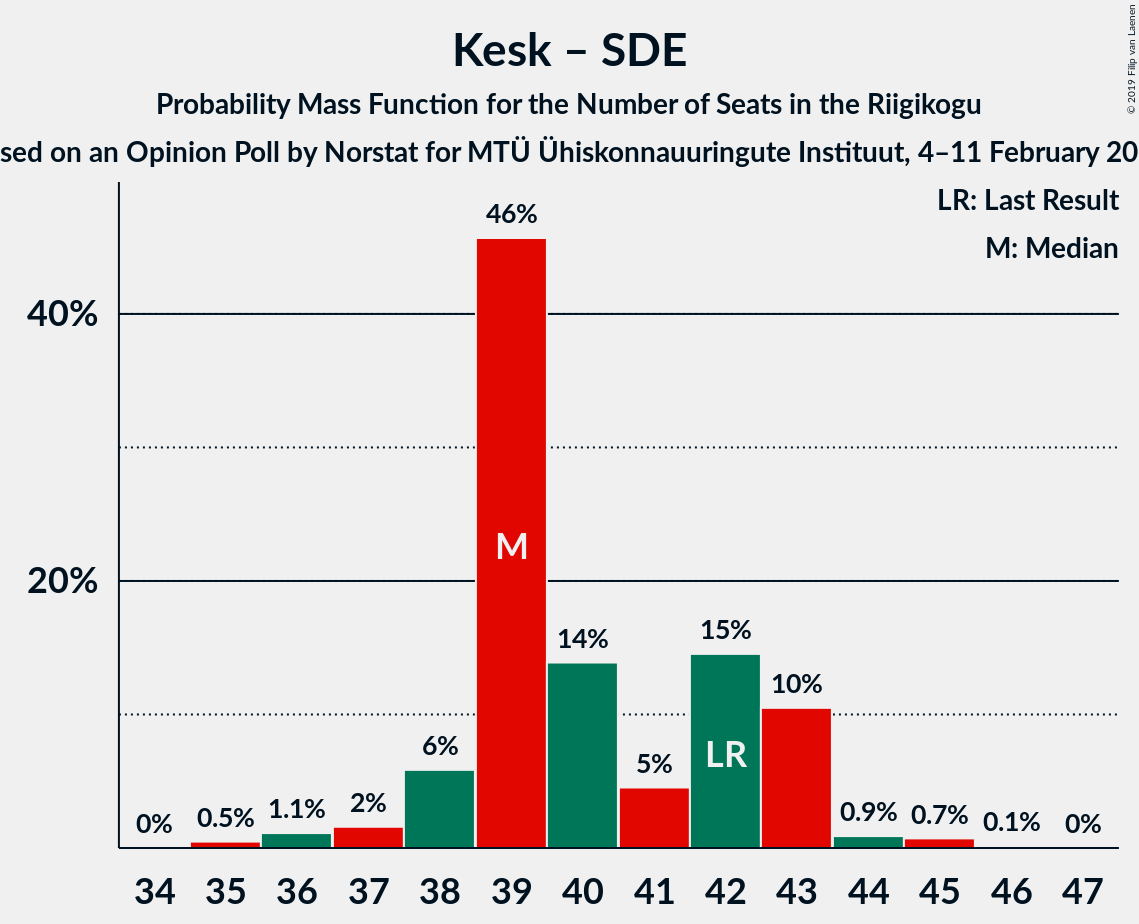 Kesk – SDE
Probability Mass Function for the Number of Seats in the Riigikogu
sed on an Opinion Poll by Norstat for MTÜ Ühiskonnauuringute Instituut, 4–11 February 20
© 2019 Filip van Laenen
LR: Last Result
M: Median
46%
40%
M
20%
15%
14%
10%
LR
6%
5%
2%
1.1%
0.5%
0%
0.9%
0.7%
0.1%
0%
34 35 36 37 38 39 40 41 42 43 44 45 46 47